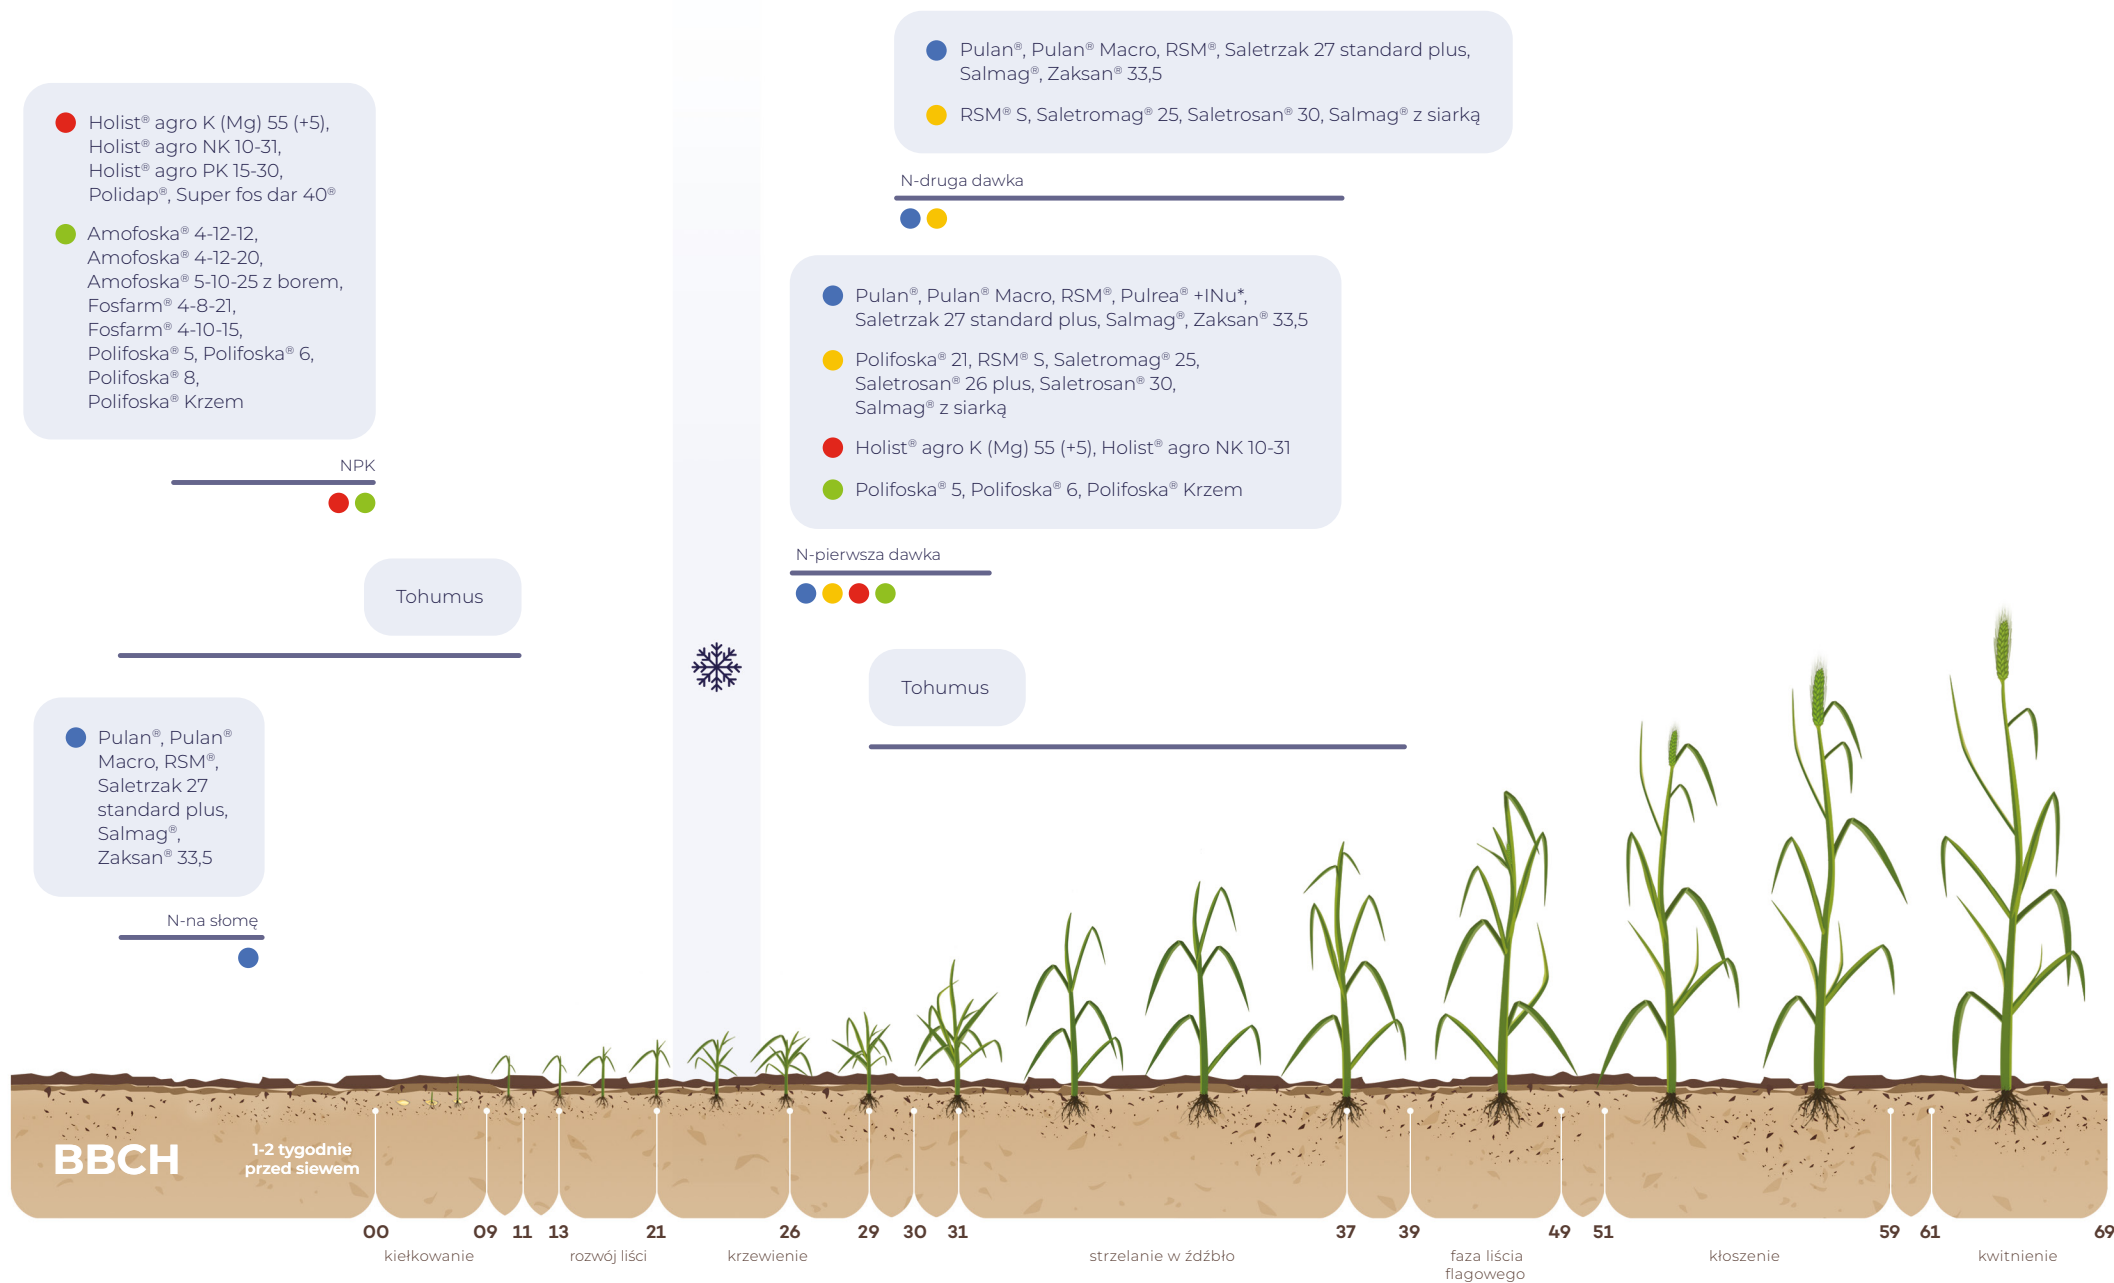 Holist® agro K (Mg) 55 (+5),
Holist® agro NK 10-31,
Holist® agro PK 15-30,
Polidap®, Super fos dar 40®
Amofoska® 4-12-12,
Amofoska® 4-12-20,
Amofoska® 5-10-25 z borem,
Fosfarm® 4-8-21,
Fosfarm® 4-10-15,
Polifoska® 5, Polifoska® 6,
Polifoska® 8,
Polifoska® Krzem
NPK
Tohumus
Pulan®, Pulan®
Macro, RSM®,
Saletrzak 27
standard plus,
Salmag®,
Zaksan® 33,5
N-na słomę
Pulan®, Pulan® Macro, RSM®, Saletrzak 27 standard plus,
Salmag®, Zaksan® 33,5
RSM® S, Saletromag® 25, Saletrosan® 30, Salmag® z siarką
N-druga dawka
Pulan®, Pulan® Macro, RSM®, Pulrea® +INu*,
Saletrzak 27 standard plus, Salmag®, Zaksan® 33,5
Polifoska® 21, RSM® S, Saletromag® 25,
Saletrosan® 26 plus, Saletrosan® 30,
Salmag® z siarką
Holist® agro K (Mg) 55 (+5), Holist® agro NK 10-31
Polifoska® 5, Polifoska® 6, Polifoska® Krzem
N-pierwsza dawka
Tohumus
BBCH
1-2 tygodnie
przed siewem
00 09 11 13 21 26 29 30 31 37 39 49 51 59 61 69
kiełkowanie rozwój liści krzewienie strzelanie w źdźbło faza liścia kłoszenie kwitnienie
flagowego